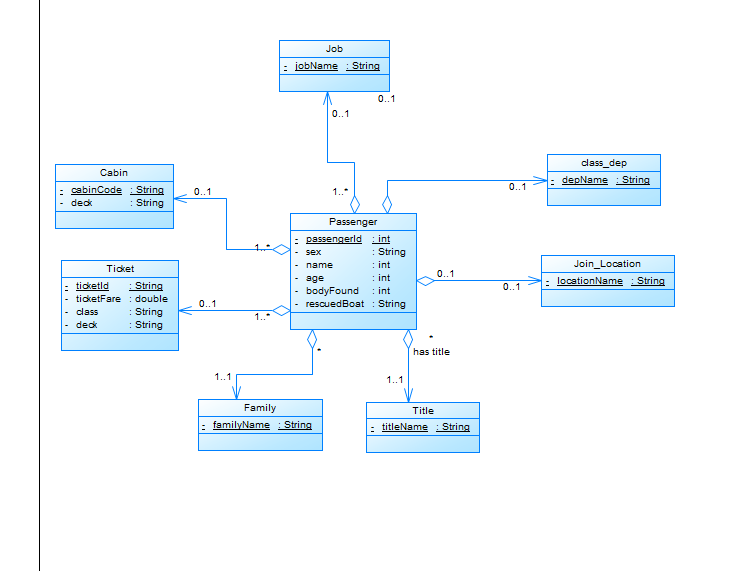 Job
- jobName : String
0..1
0..1
1..*
class_dep
- depName : String
0..1
Cabin
- cabinCode : String
- deck : String
0..1
1..*
Passenger
- passengerId : int
- sex : String
- name : int
- age : int
- bodyFound : int
- rescuedBoat : String
Ticket
- ticketId : String
- ticketFare : double
- class : String
- deck : String
0..1
1..*
Join_Location
- locationName : String
0..1
0..1
*
*
has title
1..1
1..1
Family
- familyName : String
Title
- titleName : String